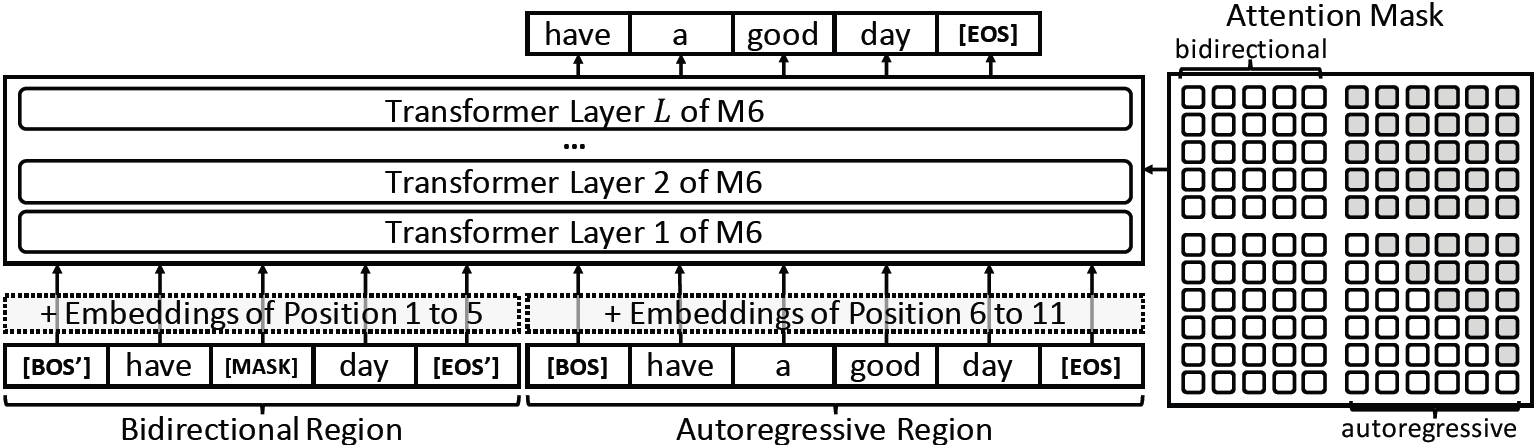 have a good day [EOS]
Attention Mask
bidirectional
Transformer Layer L of M6
...
Transformer Layer 2 of M6
Transformer Layer 1 of M6
+ Embeddings of Position 1 to 5
+ Embeddings of Position 6 to 11
[BOS’] have [MASK] day [EOS’]
[BOS] have a good day [EOS]
Bidirectional Region
Autoregressive Region
autoregressive